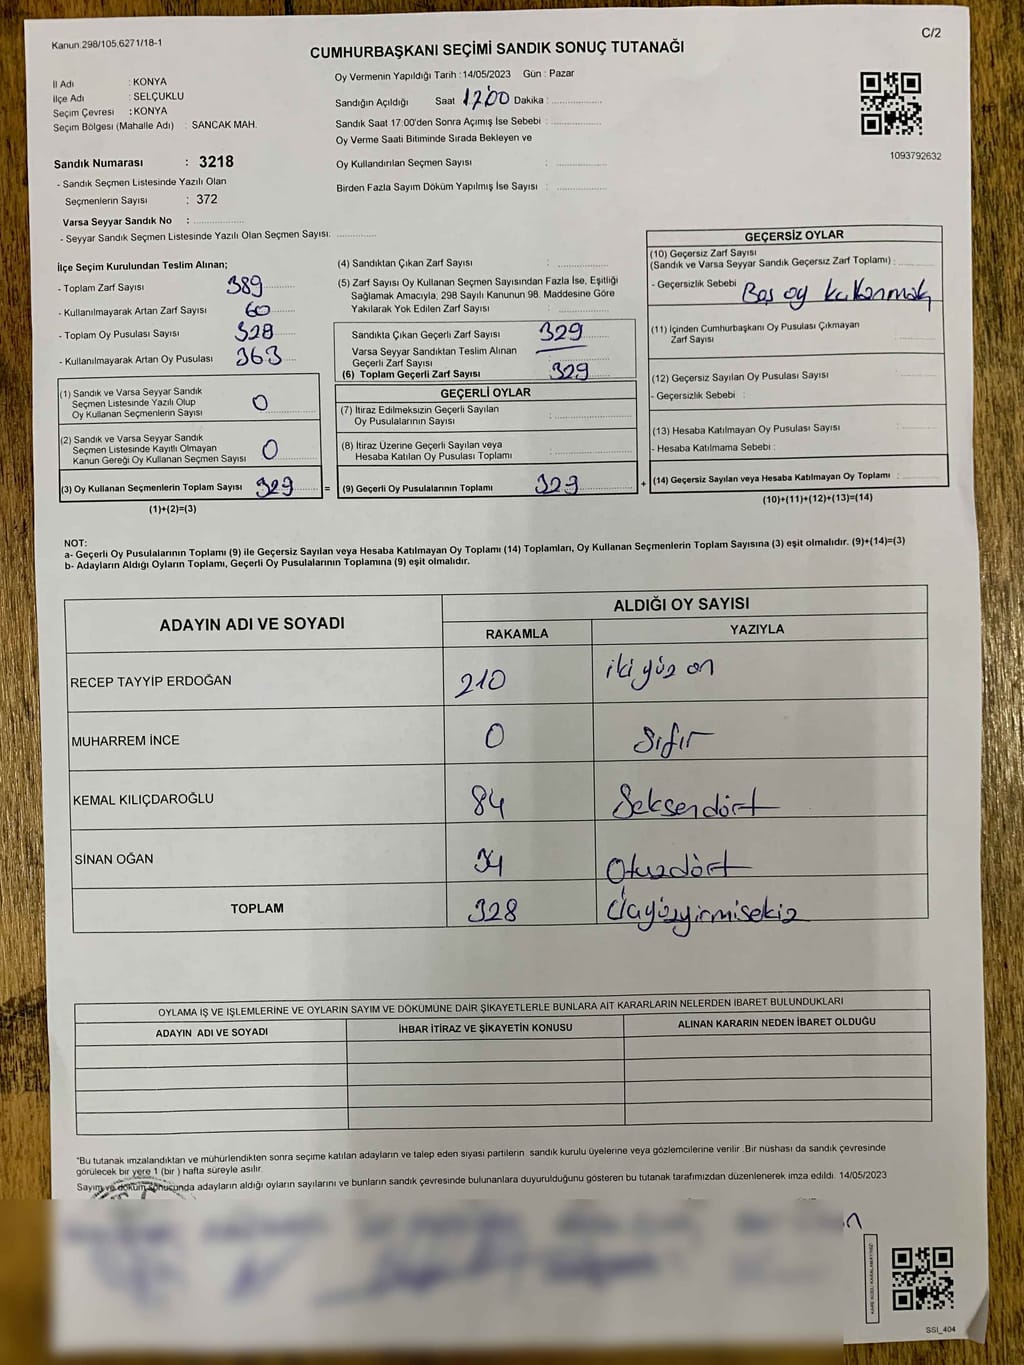 Kanun.298/105,6271/18-1
C/2
CUMHURBAŞKANI SEÇİMİ SANDIK SONUÇ TUTANAĞI
İl Adı : KONYA
İlçe Adı : SELÇUKLU
Seçim Çevresi : KONYA
Seçim Bölgesi (Mahalle Adı) : SANCAK MAH.
Sandık Numarası : 3218
- Sandık Seçmen Listesinde Yazılı Olan
Seçmenlerin Sayısı : 372
Varsa Seyyar Sandık No :
- Seyyar Sandık Seçmen Listesinde Yazılı Olan Seçmen Sayısı:
Oy Vermenin Yapıldığı Tarih : 14/05/2023 Gün : Pazar
Sandığın Açıldığı Saat 17:00 Dakika :
Sandık Saat 17:00'den Sonra Açımış İse Sebebi :
Oy Verme Saati Bitiminde Sırada Bekleyen ve
Oy Kullandırılan Seçmen Sayısı :
Birden Fazla Sayım Döküm Yapılmış İse Sayısı :
1093792632
İlçe Seçim Kurulundan Teslim Alınan;
- Toplam Zarf Sayısı 389
- Kullanılmayarak Artan Zarf Sayısı 60
- Toplam Oy Pusulası Sayısı 328
- Kullanılmayarak Artan Oy Pusulası 363
(1) Sandık ve Varsa Seyyar Sandık
Seçmen Listesinde Yazılı Olup
Oy Kullanan Seçmenlerin Sayısı 0
(2) Sandık ve Varsa Seyyar Sandık
Seçmen Listesinde Kayıtlı Olmayan
Kanun Gereği Oy Kullanan Seçmen Sayısı 0
(3) Oy Kullanan Seçmenlerin Toplam Sayısı 329
(1)+(2)=(3)
=
(4) Sandıktan Çıkan Zarf Sayısı :
(5) Zarf Sayısı Oy Kullanan Seçmen Sayısından Fazla İse, Eşitliği
Sağlamak Amacıyla, 298 Sayılı Kanunun 98. Maddesine Göre
Yakılarak Yok Edilen Zarf Sayısı :
Sandıkta Çıkan Geçerli Zarf Sayısı 329
Varsa Seyyar Sandıktan Teslim Alınan
Geçerli Zarf Sayısı
(6) Toplam Geçerli Zarf Sayısı 329
GEÇERLİ OYLAR
(7) İtiraz Edilmeksizin Geçerli Sayılan
Oy Pusulalarının Sayısı :
(8) İtiraz Üzerine Geçerli Sayılan veya
Hesaba Katılan Oy Pusulası Toplamı :
(9) Geçerli Oy Pusulalarının Toplamı 329
+
GEÇERSİZ OYLAR
(10) Geçersiz Zarf Sayısı
(Sandık ve Varsa Seyyar Sandık Geçersiz Zarf Toplamı) :
- Geçersizlik Sebebi Boş oy kullanmak
(11) İçinden Cumhurbaşkanı Oy Pusulası Çıkmayan
Zarf Sayısı
(12) Geçersiz Sayılan Oy Pusulası Sayısı :
- Geçersizlik Sebebi :
(13) Hesaba Katılmayan Oy Pusulası Sayısı :
- Hesaba Katılmama Sebebi :
(14) Geçersiz Sayılan veya Hesaba Katılmayan Oy Toplamı :
(10)+(11)+(12)+(13)=(14)
NOT:
a- Geçerli Oy Pusulalarının Toplamı (9) ile Geçersiz Sayılan veya Hesaba Katılmayan Oy Toplamı (14) Toplamları, Oy Kullanan Seçmenlerin Toplam Sayısına (3) eşit olmalıdır. (9)+(14)=(3)
b- Adayların Aldığı Oyların Toplamı, Geçerli Oy Pusulalarının Toplamına (9) eşit olmalıdır.
ADAYIN ADI VE SOYADI
ALDIĞI OY SAYISI
RAKAMLA YAZIYLA
RECEP TAYYİP ERDOĞAN 210 iki yüz on
MUHARREM İNCE 0 Sıfır
KEMAL KILIÇDAROĞLU 84 Seksendört
SİNAN OĞAN 34 Otuzdört
TOPLAM 328 Üçyüzyirmisekiz
OYLAMA İŞ VE İŞLEMLERİNE VE OYLARIN SAYIM VE DÖKÜMÜNE DAİR ŞİKAYETLERLE BUNLARA AİT KARARLARIN NELERDEN İBARET BULUNDUKLARI
ADAYIN ADI VE SOYADI İHBAR İTİRAZ VE ŞİKAYETİN KONUSU ALINAN KARARIN NEDEN İBARET OLDUĞU
"Bu tutanak imzalandıktan ve mühürlendikten sonra seçime katılan adayların ve talep eden siyasi partilerin sandık kurulu üyelerine veya gözlemcilerine verilir .Bir nüshası da sandık çevresinde
görülecek bir yere 1 (bir ) hafta süreyle asılır.
Sayım ve döküm sonucunda adayların aldığı oyların sayılarını ve bunların sandık çevresinde bulunanlara duyurulduğunu gösteren bu tutanak tarafımızdan düzenlenerek imza edildi. 14/05/2023
SSI_404